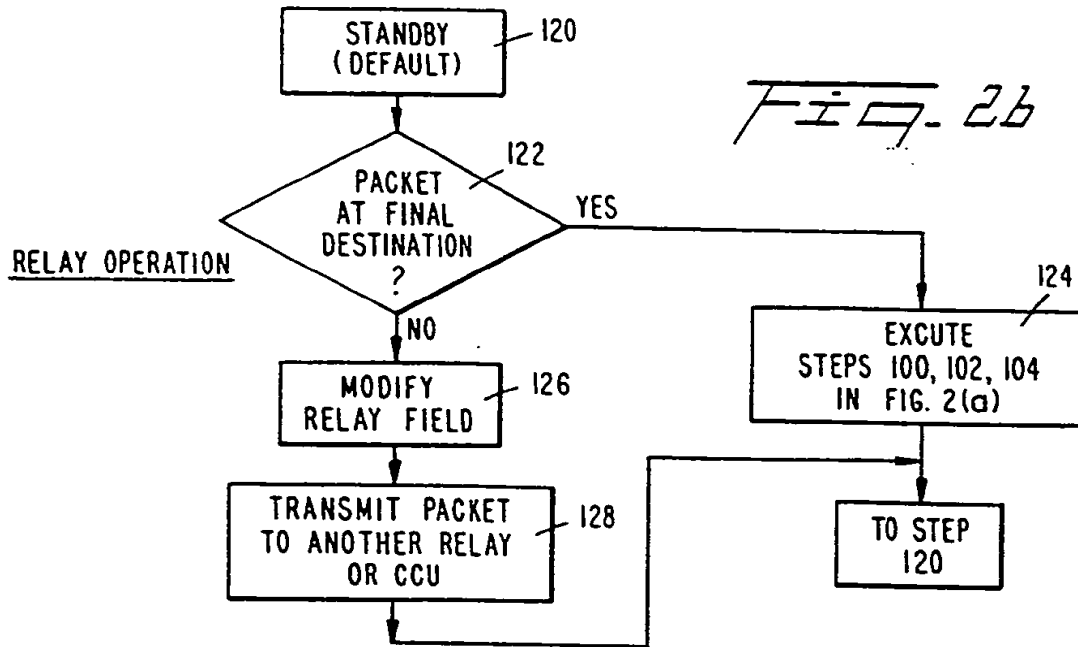 STANDBY
(DEFAULT)
120
Fig. 2b
122
PACKET
AT FINAL
DESTINATION
?
YES
RELAY OPERATION
NO
124
EXCUTE
STEPS 100, 102, 104
IN FIG. 2(a)
MODIFY
RELAY FIELD
126
TRANSMIT PACKET
TO ANOTHER RELAY
OR CCU
128
TO STEP
120